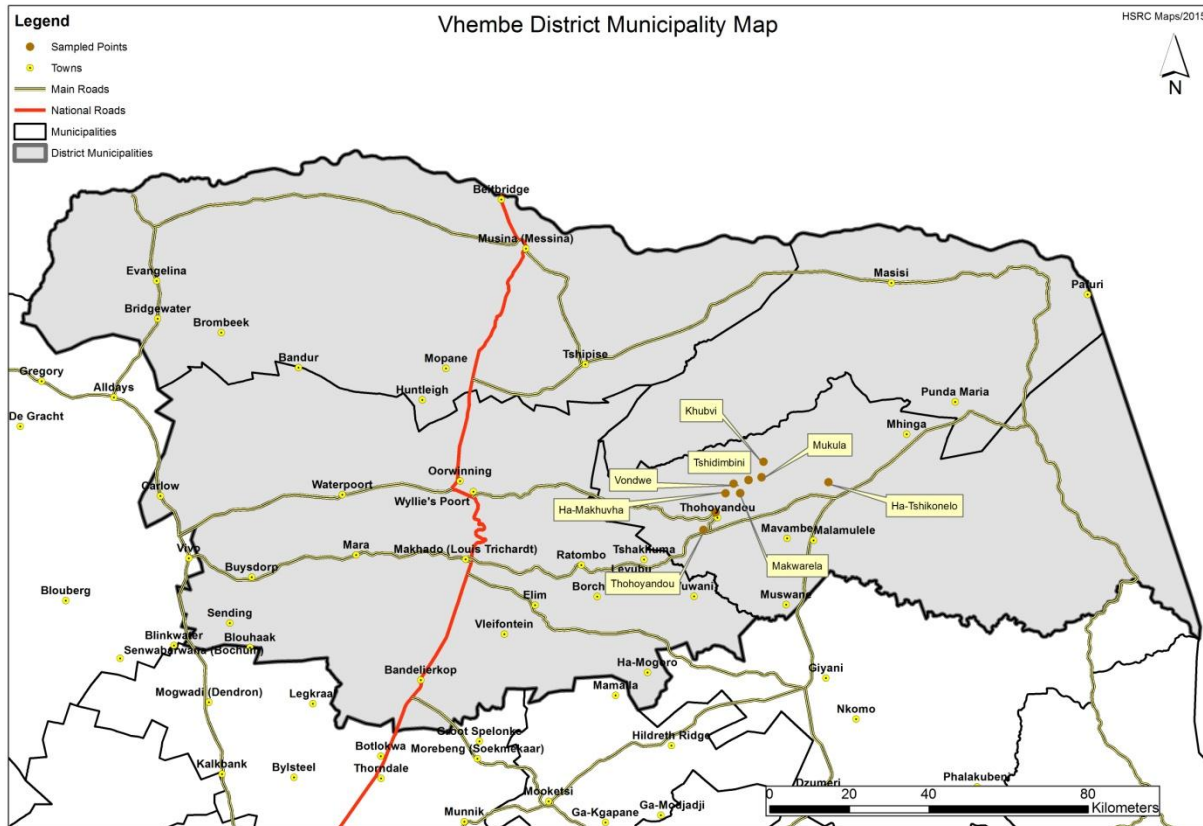 Vhembe District Municipality Map
HSRC Maps/2015
N
Legend
Sampled Points
Towns
Main Roads
National Roads
Municipalities
District Municipalities
Beitbridge
Musina (Messina)
Evangelina
Masisi
Pafuri
Bridgewater
Brombeek
Bandur
Mopane
Tshipise
Gregory
Alldays
Huntleigh
Punda Maria
De Gracht
Khubvi
Mhinga
Mukula
Tshidimbini
Vondwe
Oorwinning
Waterpoort
Wyllie's Poort
Carlow
Ha-Makhuvha
Ha-Tshikonelo
Thohoyandou
Mavambe
Malamulele
Vivo
Mara
Makhado (Louis Trichardt)
Ratombo
Tshakhuma
Levubu
Makwarela
Buysdorp
Thohoyandou
Blouberg
Elim
Borch
Muswane
Sending
Vleifontein
Blinkwater
Blouhaak
Senwabarwana (Bochum)
Bandelierkop
Ha-Mogoro
Giyani
Mogwadi (Dendron)
Legkraal
Mamaila
Nkomo
Groot Spelonke
Hildreth Ridge
Botlokwa
Morebeng (Soekmekaar)
Kalkbank
Bylsteel
Thorndale
Dzumeri
Phalakubeni
Mooketsi
Munnik
Ga-Kgapane
Ga-Modjadji
0 20 40 80
Kilometers